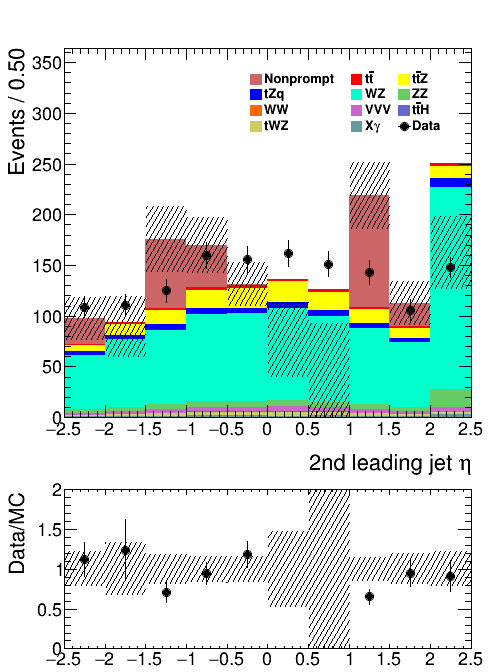 Events / 0.50
350
300
250
200
150
100
50
0
Nonprompt tt̄ tt̄Z
tZq WZ ZZ
WW VVV tt̄H
tWZ Xγ Data
−2.5 −2 −1.5 −1 −0.5 0 0.5 1 1.5 2 2.5
2nd leading jet η
Data/MC
2
1.5
1
0.5
0
−2.5 −2 −1.5 −1 −0.5 0 0.5 1 1.5 2 2.5